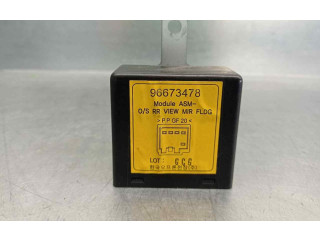 96673478
Module ASM-
O/S RR VIEW MIR FLDG
>P.P GF 20<
LOT :